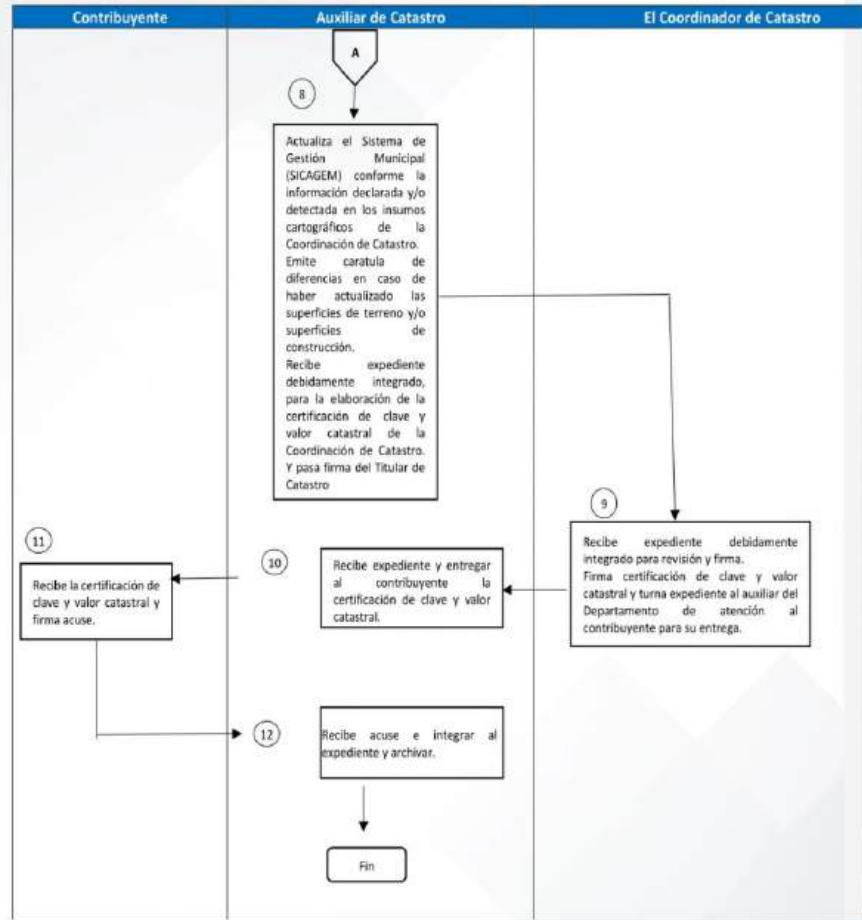 Contribuyente
Auxiliar de Catastro
El Coordinador de Catastro
A
8
Actualiza el Sistema de
Gestión Municipal
(SICAGEM) conforme la
información declarada y/o
detectada en los insumos
cartográficos de la
Coordinación de Catastro.
Emite caratula de
diferencias en caso de
haber actualizado las
superficies de terreno y/o
superficies de
construcción.
Recibe expediente
debidamente integrado,
para la elaboración de la
certificación de clave y
valor catastral de la
Coordinación de Catastro.
Y pasa firma del Titular de
Catastro
9
Recibe expediente debidamente
integrado para revisión y firma.
Firma certificación de clave y valor
catastral y turna expediente al auxiliar del
Departamento de atención al
contribuyente para su entrega.
10
Recibe expediente y entregar
al contribuyente la
certificación de clave y valor
catastral.
11
Recibe la certificación de
clave y valor catastral y
firma acuse.
12
Recibe acuse e integrar al
expediente y archivar.
Fin